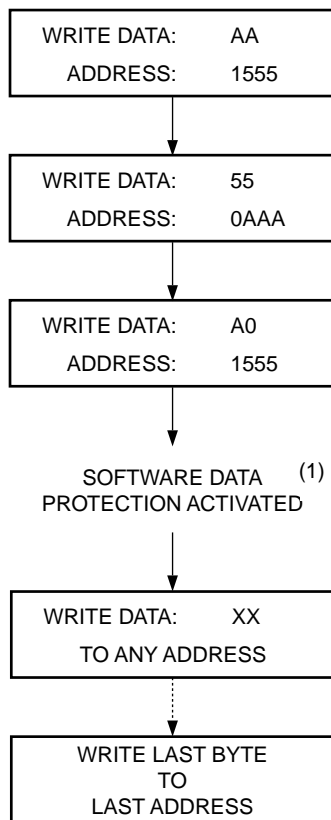 WRITE DATA: AA
ADDRESS: 1555
WRITE DATA: 55
ADDRESS: 0AAA
WRITE DATA: A0
ADDRESS: 1555
SOFTWARE DATA (1)
PROTECTION ACTIVATED
WRITE DATA: XX
TO ANY ADDRESS
WRITE LAST BYTE
TO
LAST ADDRESS